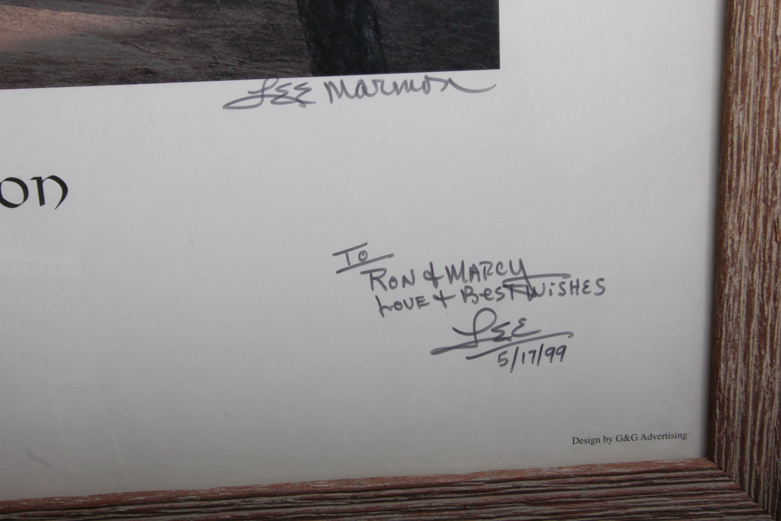 Lee Marmon
on
To
Ron & Marcy
Love + Best Wishes
Lee
5/17/99
Design by G&G Advertising